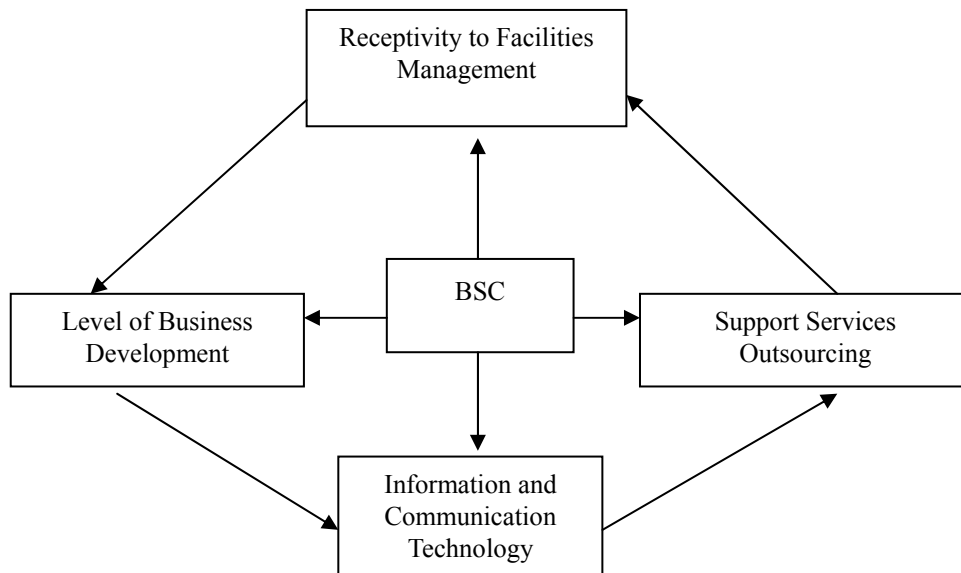 Receptivity to Facilities
Management
BSC
Level of Business
Development
Support Services
Outsourcing
Information and
Communication
Technology